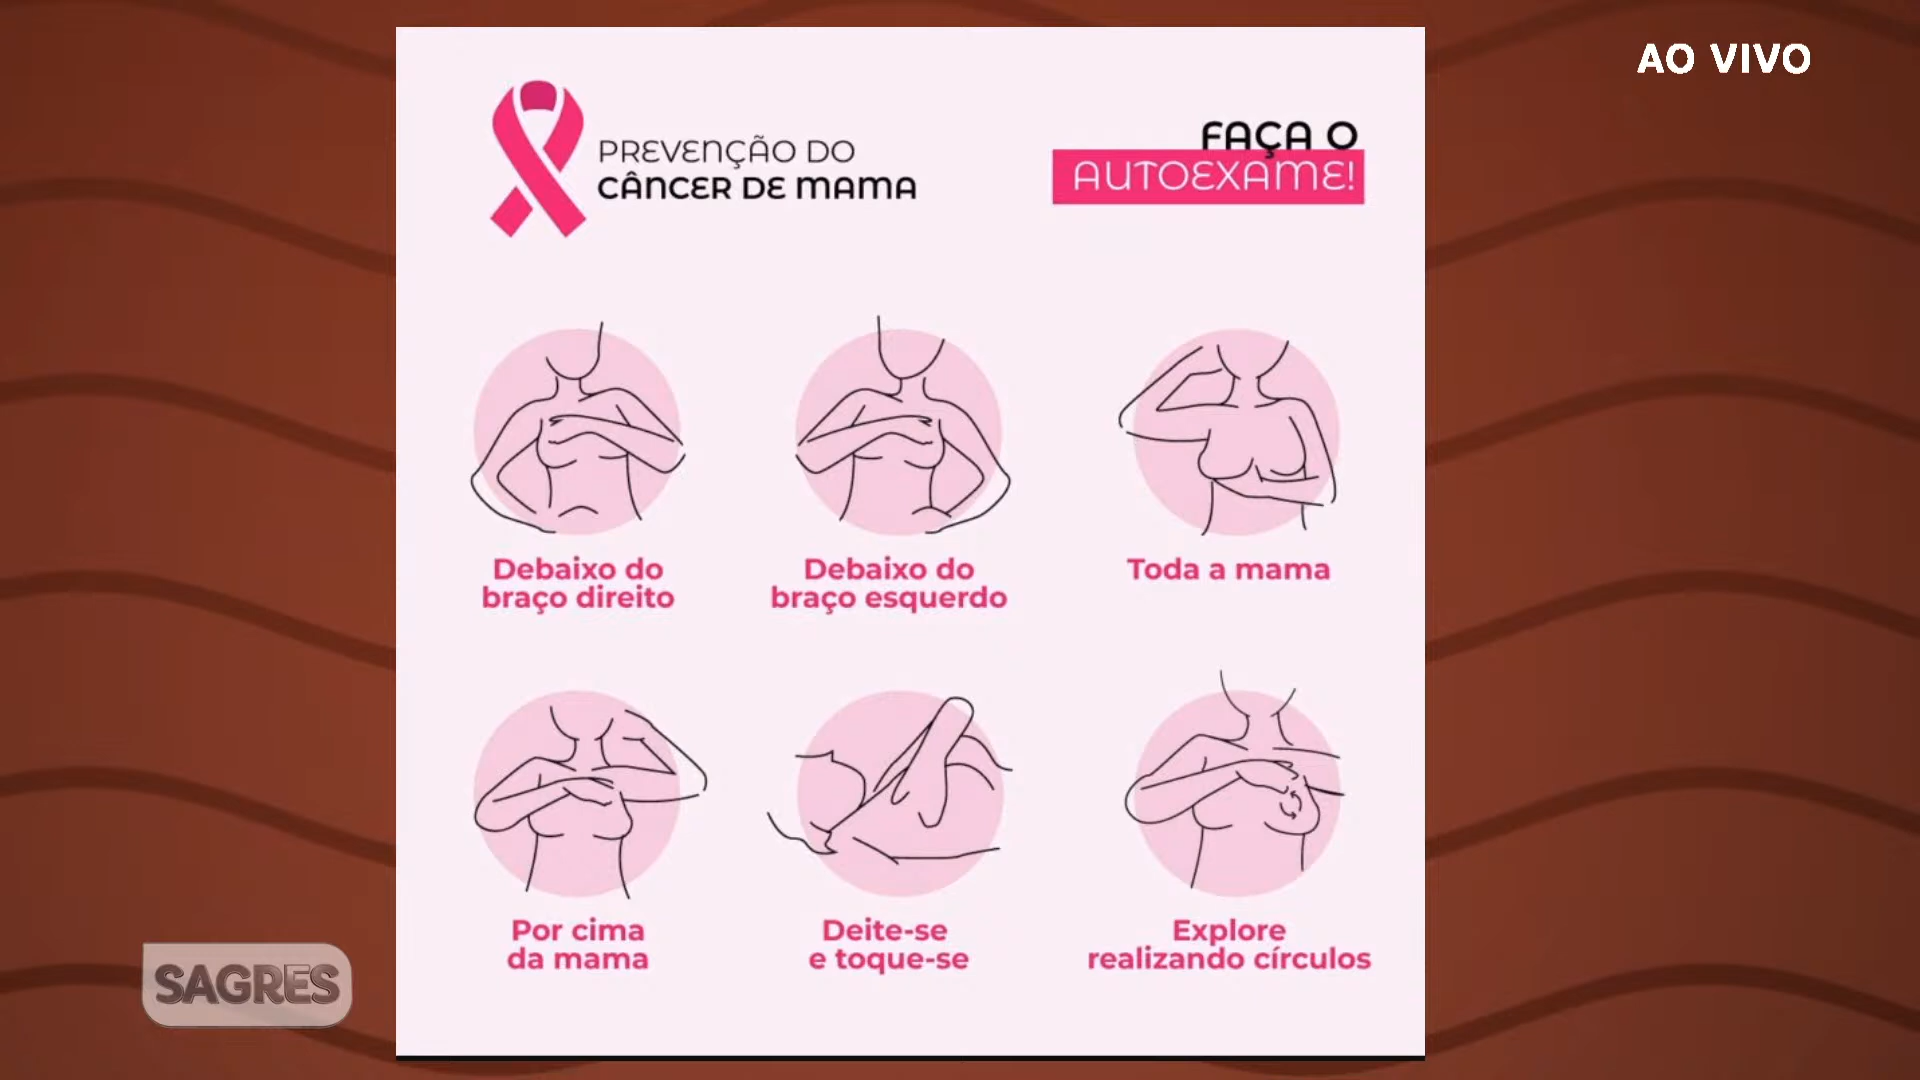 AO VIVO
PREVENÇÃO DO
CÂNCER DE MAMA
FAÇA O
AUTOEXAME!
Debaixo do
braço direito
Debaixo do
braço esquerdo
Toda a mama
Por cima
da mama
Deite-se
e toque-se
Explore
realizando círculos
SAGRES